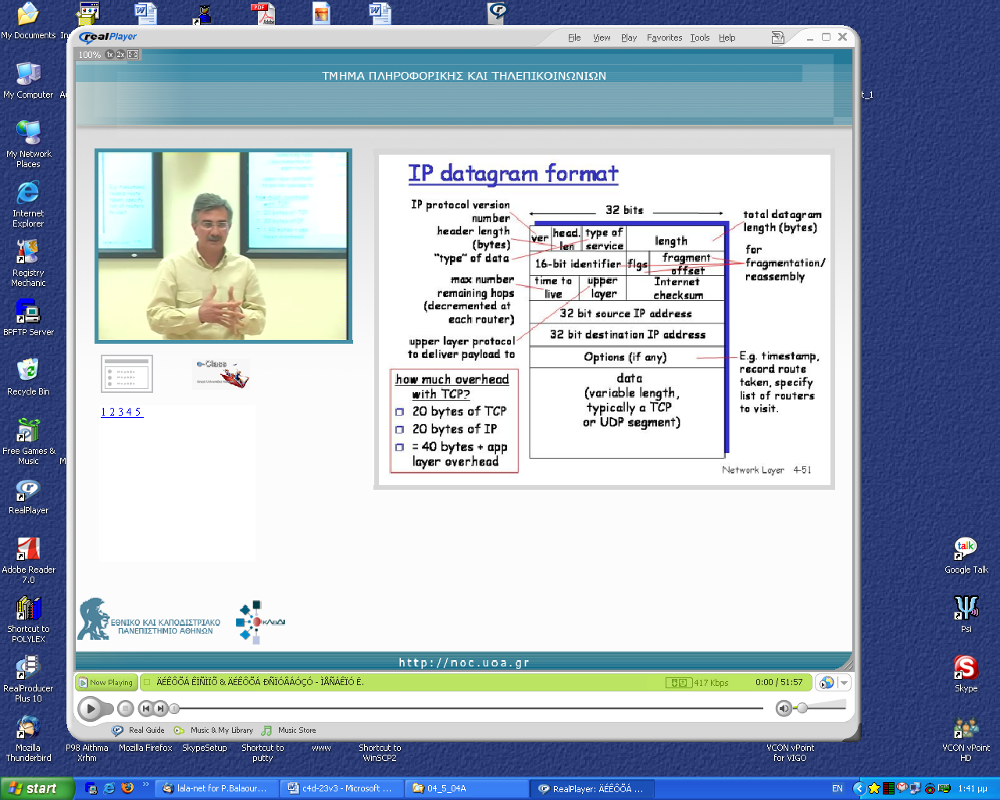 My Documents
My Computer
My Network
Places
Internet
Explorer
Registry
Mechanic
BPFTP Server
Recycle Bin
Free Games &
Music
RealPlayer
Adobe Reader
7.0
Shortcut to
POLYLEX
RealProducer
Plus 10
Mozilla
Thunderbird
P98 Aithma
Xrhm
Mozilla Firefox
SkypeSetup
Shortcut to
putty
www
Shortcut to
WinSCP2
VCON vPoint
for VIGO
VCON vPoint
HD
Google Talk
Psi
Skype
t_1
realPlayer
File View Play Favorites Tools Help
100% 1x 2x
ΤΜΗΜΑ ΠΛΗΡΟΦΟΡΙΚΗΣ ΚΑΙ ΤΗΛΕΠΙΚΟΙΝΩΝΙΩΝ
e-Class
1 2 3 4 5
IP datagram format
32 bits
IP protocol version
number
header length
(bytes)
"type" of data
max number
remaining hops
(decremented at
each router)
upper layer protocol
to deliver payload to
ver
head.
len
type of
service
length
16-bit identifier
flgs
fragment
offset
time to
live
upper
layer
Internet
checksum
32 bit source IP address
32 bit destination IP address
Options (if any)
data
(variable length,
typically a TCP
or UDP segment)
total datagram
length (bytes)
for
fragmentation/
reassembly
E.g. timestamp,
record route
taken, specify
list of routers
to visit.
how much overhead
with TCP?
20 bytes of TCP
20 bytes of IP
= 40 bytes + app
layer overhead
Network Layer 4-51
ΕΘΝΙΚΟ ΚΑΙ ΚΑΠΟΔΙΣΤΡΙΑΚΟ
ΠΑΝΕΠΙΣΤΗΜΙΟ ΑΘΗΝΩΝ
ΚΛΕΙΔΙ
http://noc.uoa.gr
Now Playing
ÄÉÊÔÕÁ ÊÏÑÌÏÕ & ÄÉÊÔÕÁ ÐÑÏÓÂÁÓÇÓ - ÌÅÑÁÊÏÓ Ë.
417 Kbps
0:00 / 51:57
Real Guide Music & My Library Music Store
start
lala-net for P.Balaour...
c4d-23v3 - Microsoft ...
04_5_04A
RealPlayer: ÄÉÊÔÕÁ ...
EN
1:41 μμ